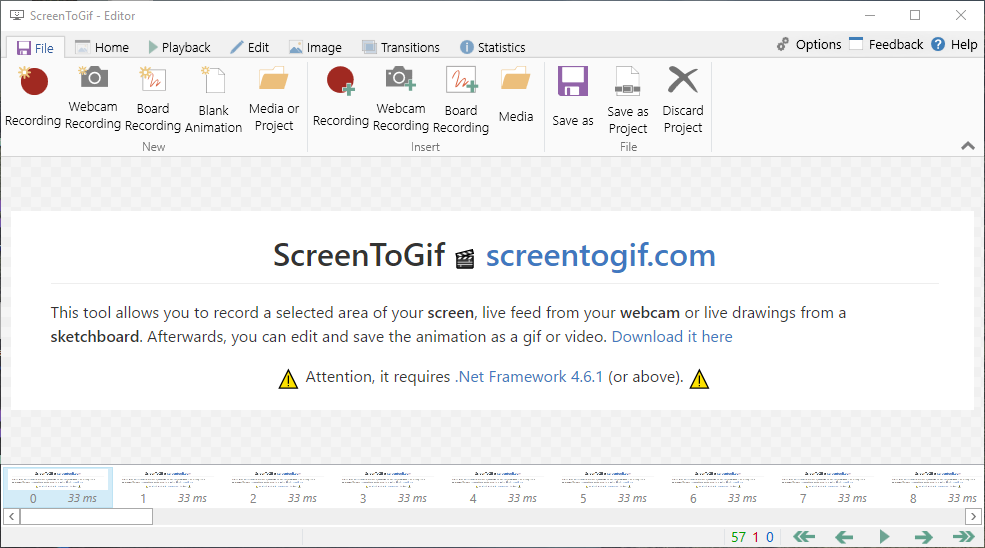 ScreenToGif - Editor
File Home Playback Edit Image Transitions Statistics Options Feedback Help
Recording
Webcam Recording
Board Recording
Blank Animation
Media or Project
New
Recording
Webcam Recording
Board Recording
Media
Insert
Save as
Save as Project
Discard Project
File
ScreenToGif screentogif.com
This tool allows you to record a selected area of your screen, live feed from your webcam or live drawings from a
sketchboard. Afterwards, you can edit and save the animation as a gif or video. Download it here
Attention, it requires .Net Framework 4.6.1 (or above).
0 33 ms 1 33 ms 2 33 ms 3 33 ms 4 33 ms 5 33 ms 6 33 ms 7 33 ms 8 33 ms
57 1 0